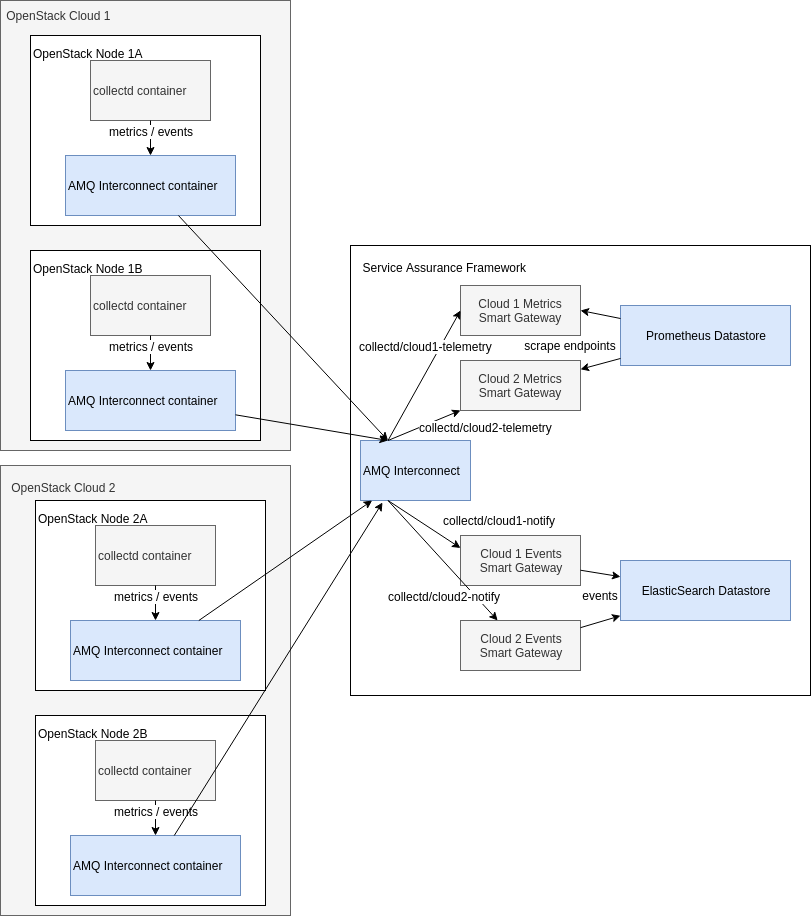 OpenStack Cloud 1
OpenStack Node 1A
collectd container
metrics / events
AMQ Interconnect container
OpenStack Node 1B
collectd container
metrics / events
AMQ Interconnect container
OpenStack Cloud 2
OpenStack Node 2A
collectd container
metrics / events
AMQ Interconnect container
OpenStack Node 2B
collectd container
metrics / events
AMQ Interconnect container
Service Assurance Framework
Cloud 1 Metrics
Smart Gateway
Prometheus Datastore
collectd/cloud1-telemetry
scrape endpoints
Cloud 2 Metrics
Smart Gateway
collectd/cloud2-telemetry
AMQ Interconnect
collectd/cloud1-notify
Cloud 1 Events
Smart Gateway
ElasticSearch Datastore
collectd/cloud2-notify
events
Cloud 2 Events
Smart Gateway